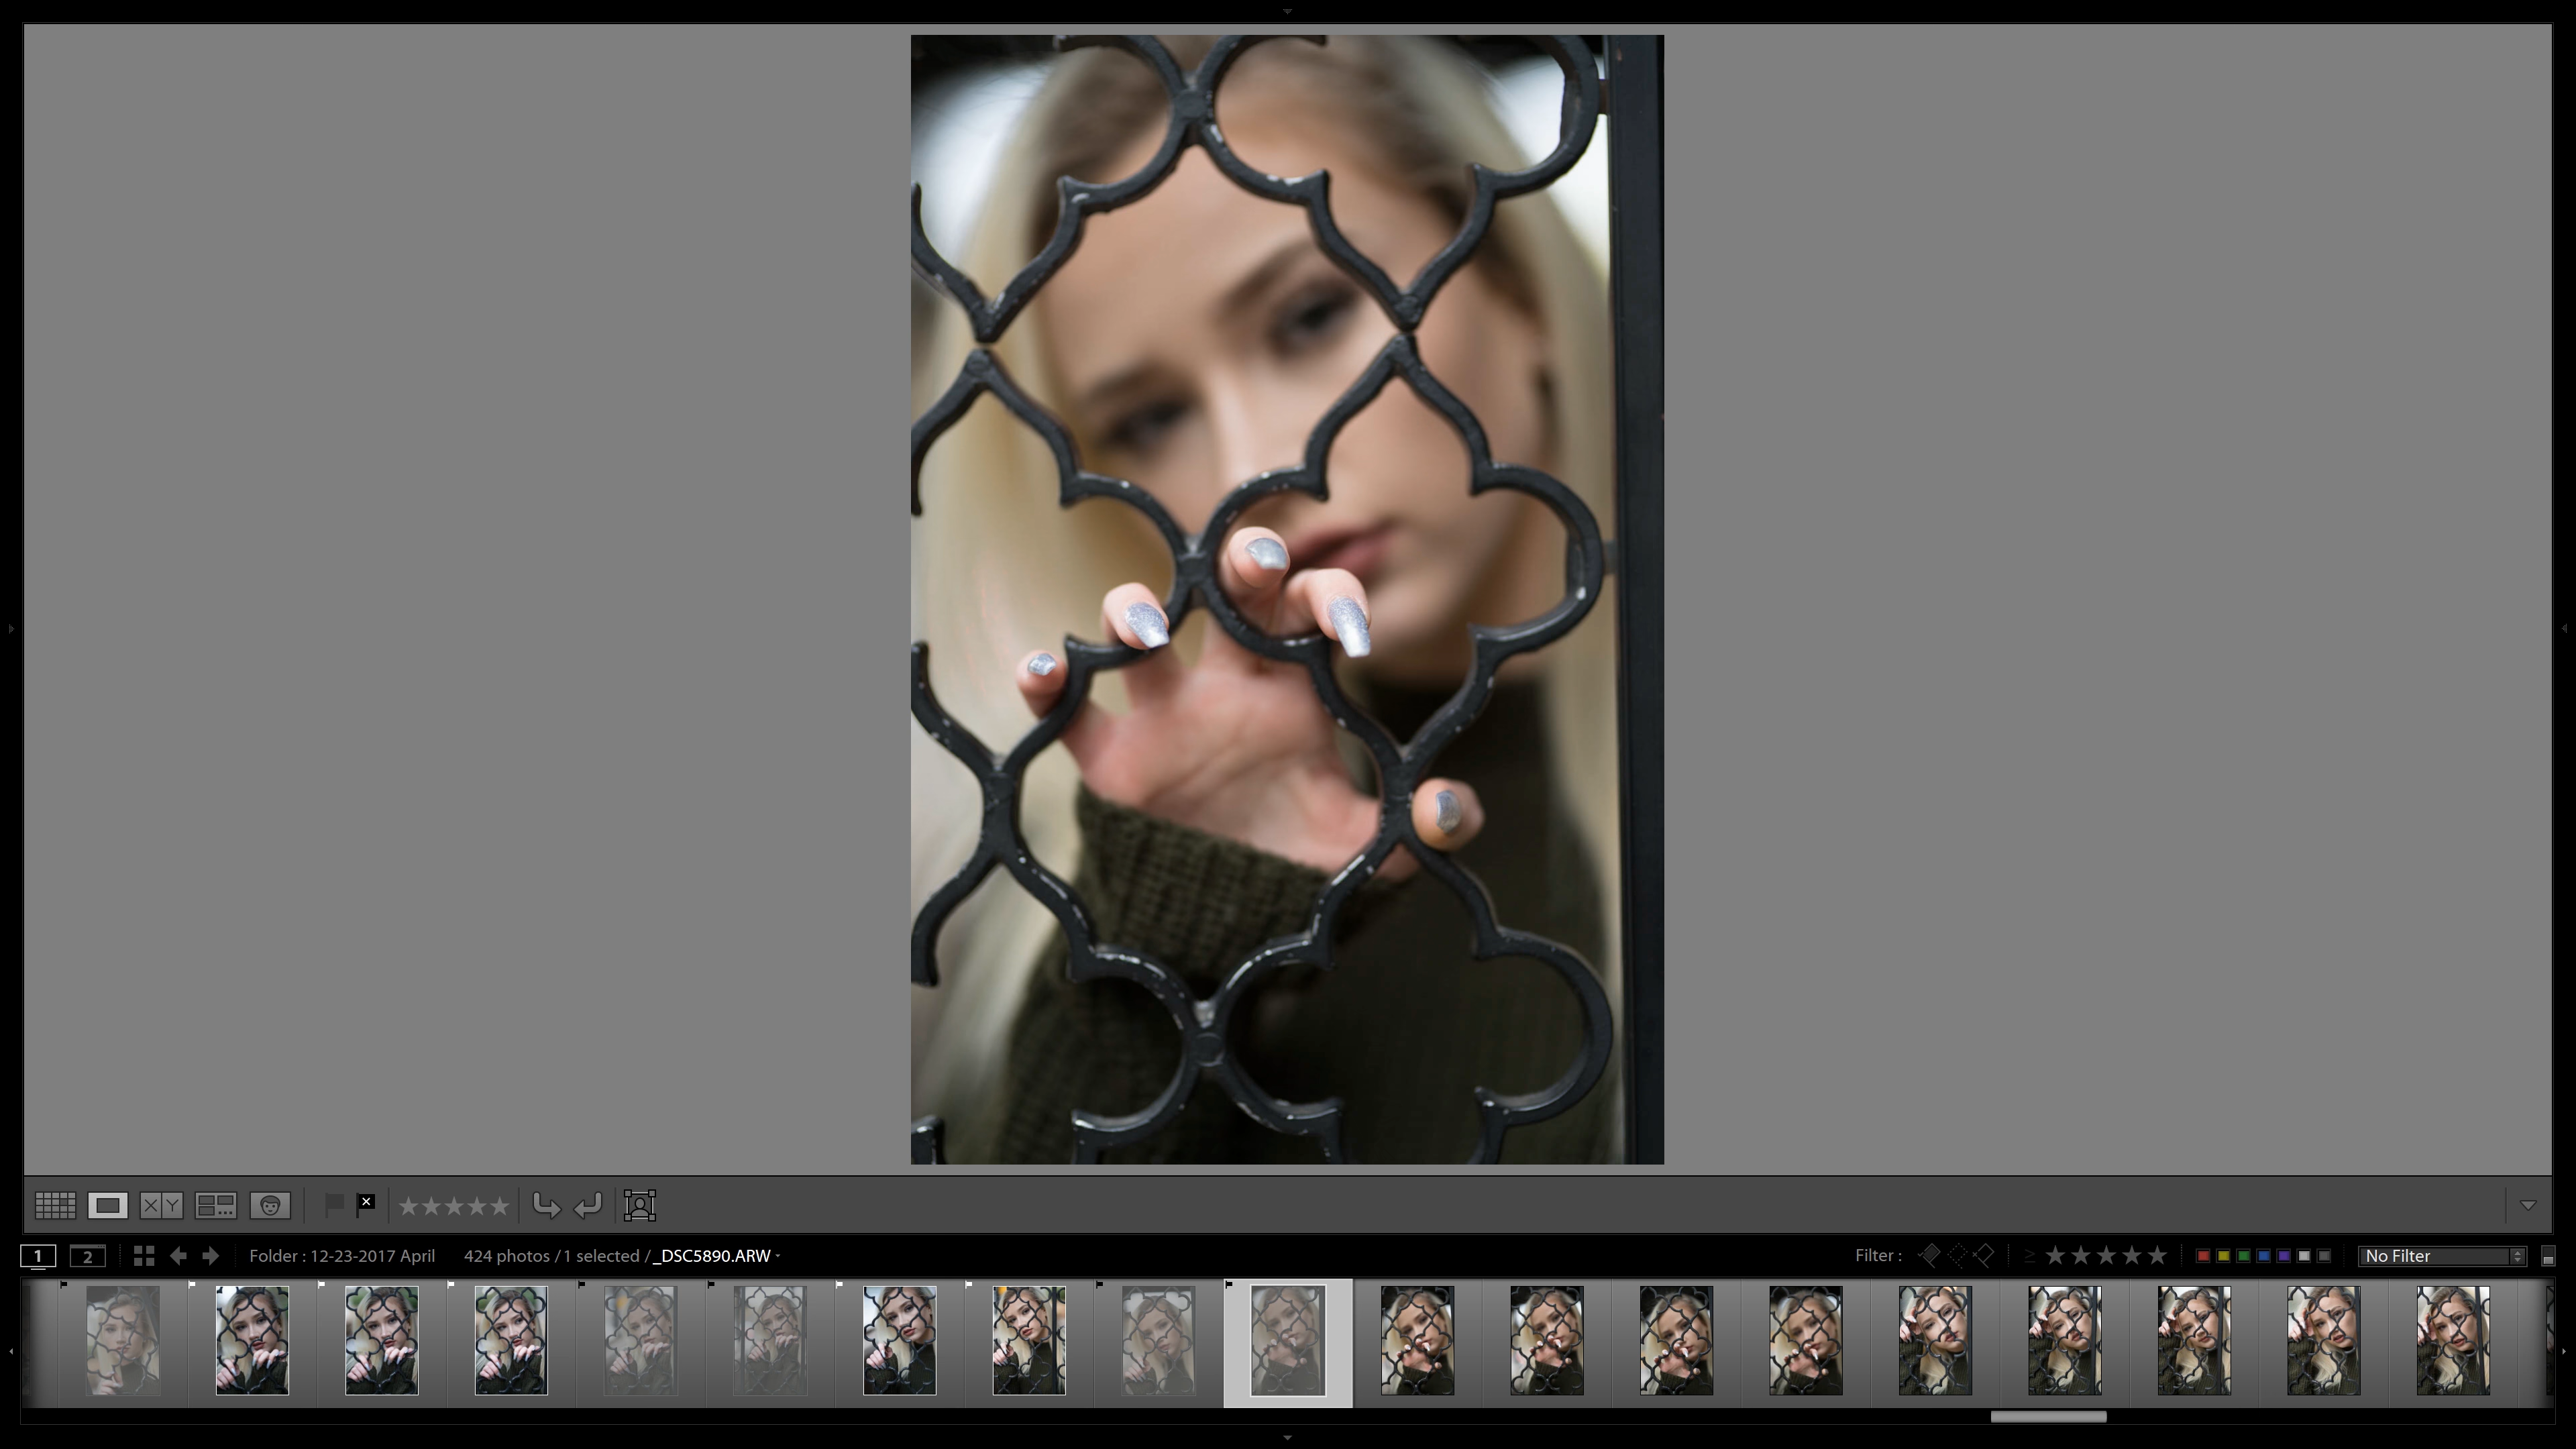 X Y
1 2 Folder : 12-23-2017 April 424 photos / 1 selected / _DSC5890.ARW Filter : ≥ No Filter